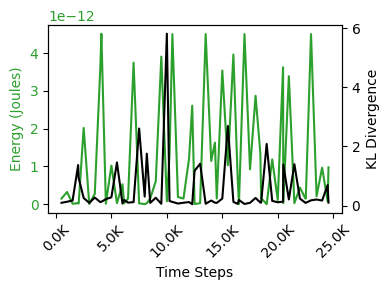 1e−12
4
3
2
1
0
Energy (Joules)
6
4
2
0
KL Divergence
0.0K
5.0K
10.0K
15.0K
20.0K
25.0K
Time Steps